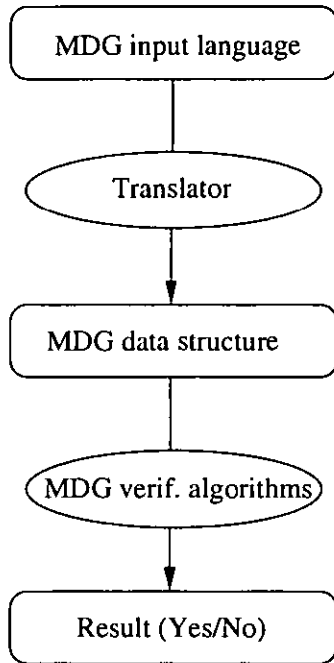 MDG input language
Translator
MDG data structure
MDG verif. algorithms
Result (Yes/No)